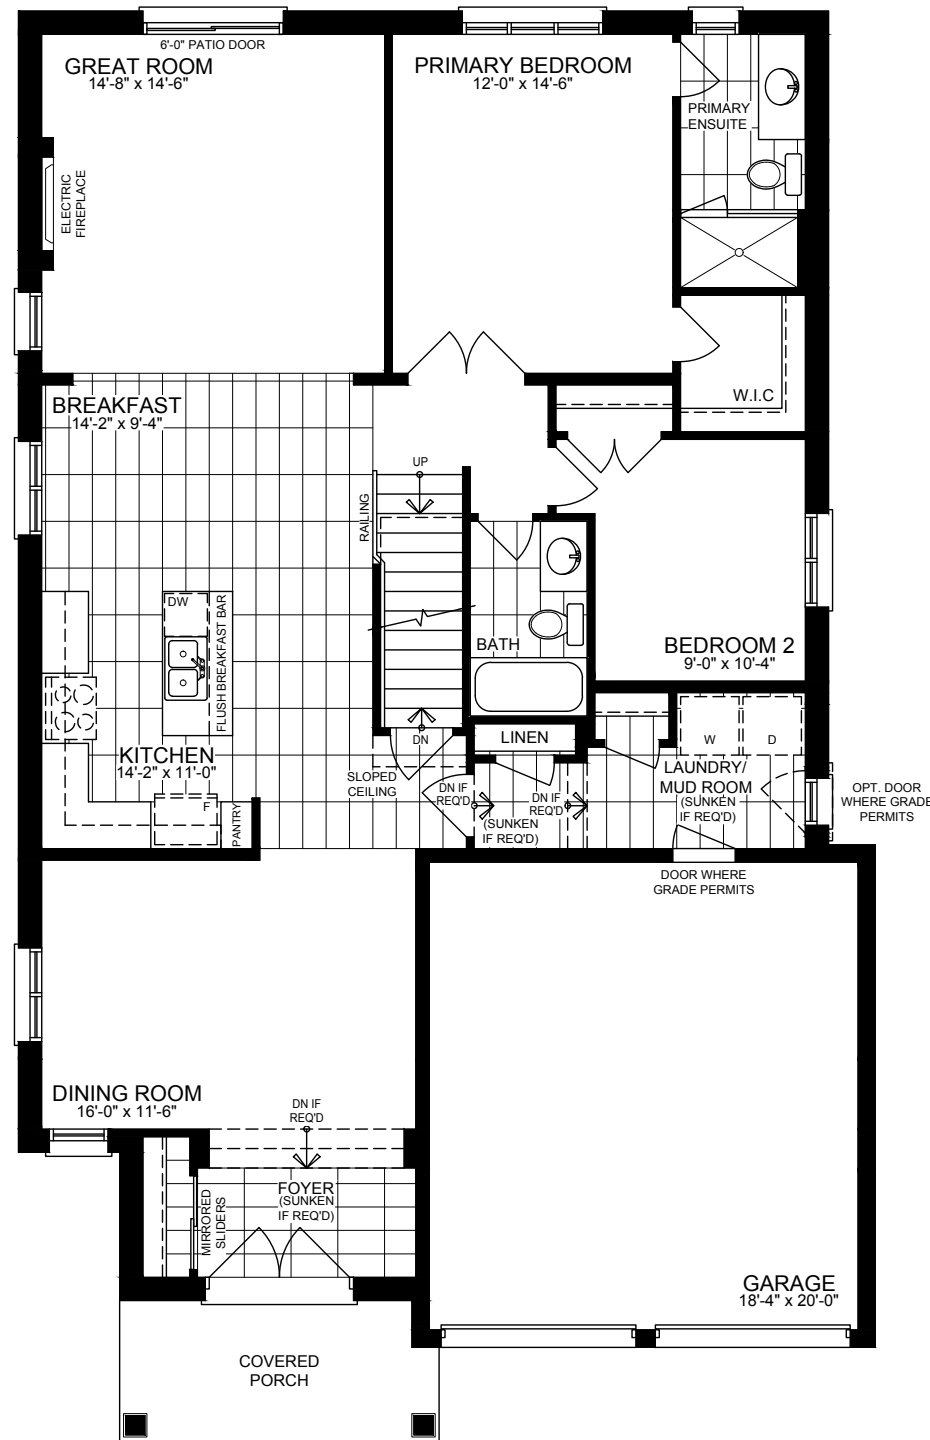 6'-0" PATIO DOOR
GREAT ROOM
14'-8" x 14'-6"
PRIMARY BEDROOM
12'-0" x 14'-6"
PRIMARY
ENSUITE
ELECTRIC
FIREPLACE
W.I.C
BREAKFAST
14'-2" x 9'-4"
UP
RAILING
DW
FLUSH BREAKFAST BAR
BATH
BEDROOM 2
9'-0" x 10'-4"
KITCHEN
14'-2" x 11'-0"
F
PANTRY
SLOPED
CEILING
DN
LINEN
DN IF
REQ'D
(SUNKEN
IF REQ'D)
DN IF
REQ'D
W
D
LAUNDRY/
MUD ROOM
(SUNKEN
IF REQ'D)
OPT. DOOR
WHERE GRADE
PERMITS
DOOR WHERE
GRADE PERMITS
DINING ROOM
16'-0" x 11'-6"
DN IF
REQ'D
FOYER
(SUNKEN
IF REQ'D)
MIRRORED
SLIDERS
GARAGE
18'-4" x 20'-0"
COVERED
PORCH